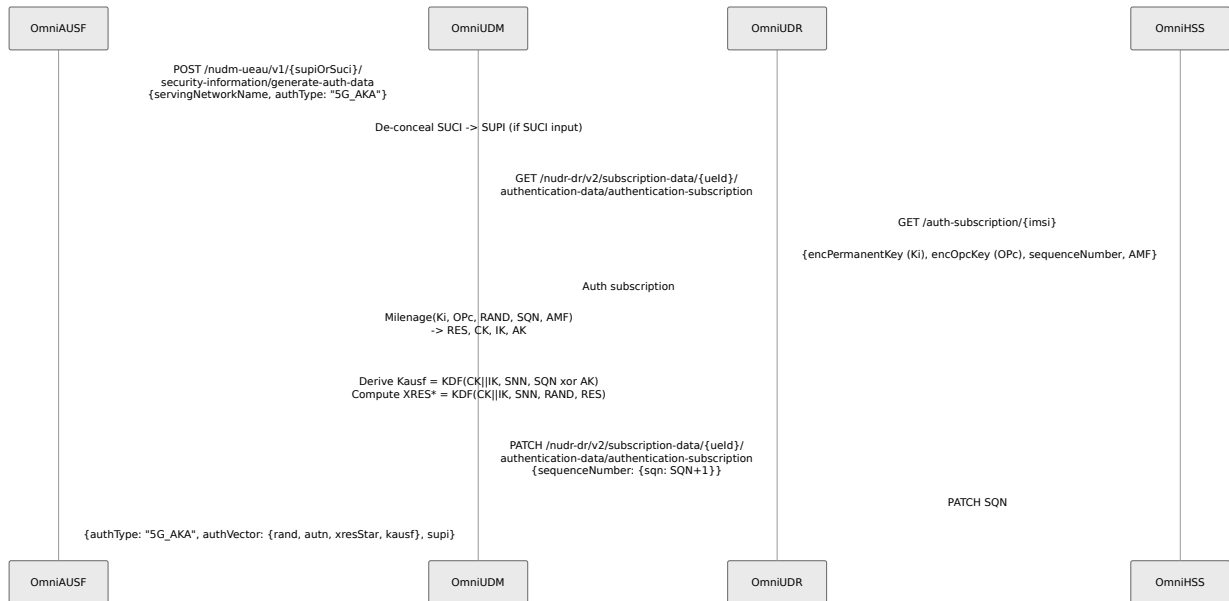 OmniAUSF
OmniUDM
OmniUDR
OmniHSS
POST /nudm-ueau/v1/{supiOrSuci}/
security-information/generate-auth-data
{servingNetworkName, authType: "5G_AKA"}
De-conceal SUCI -> SUPI (if SUCI input)
GET /nudr-dr/v2/subscription-data/{ueId}/
authentication-data/authentication-subscription
GET /auth-subscription/{imsi}
{encPermanentKey (Ki), encOpcKey (OPc), sequenceNumber, AMF}
Auth subscription
Milenage(Ki, OPc, RAND, SQN, AMF)
-> RES, CK, IK, AK
Derive Kausf = KDF(CK||IK, SNN, SQN xor AK)
Compute XRES* = KDF(CK||IK, SNN, RAND, RES)
PATCH /nudr-dr/v2/subscription-data/{ueId}/
authentication-data/authentication-subscription
{sequenceNumber: {sqn: SQN+1}}
PATCH SQN
{authType: "5G_AKA", authVector: {rand, autn, xresStar, kausf}, supi}
OmniAUSF
OmniUDM
OmniUDR
OmniHSS